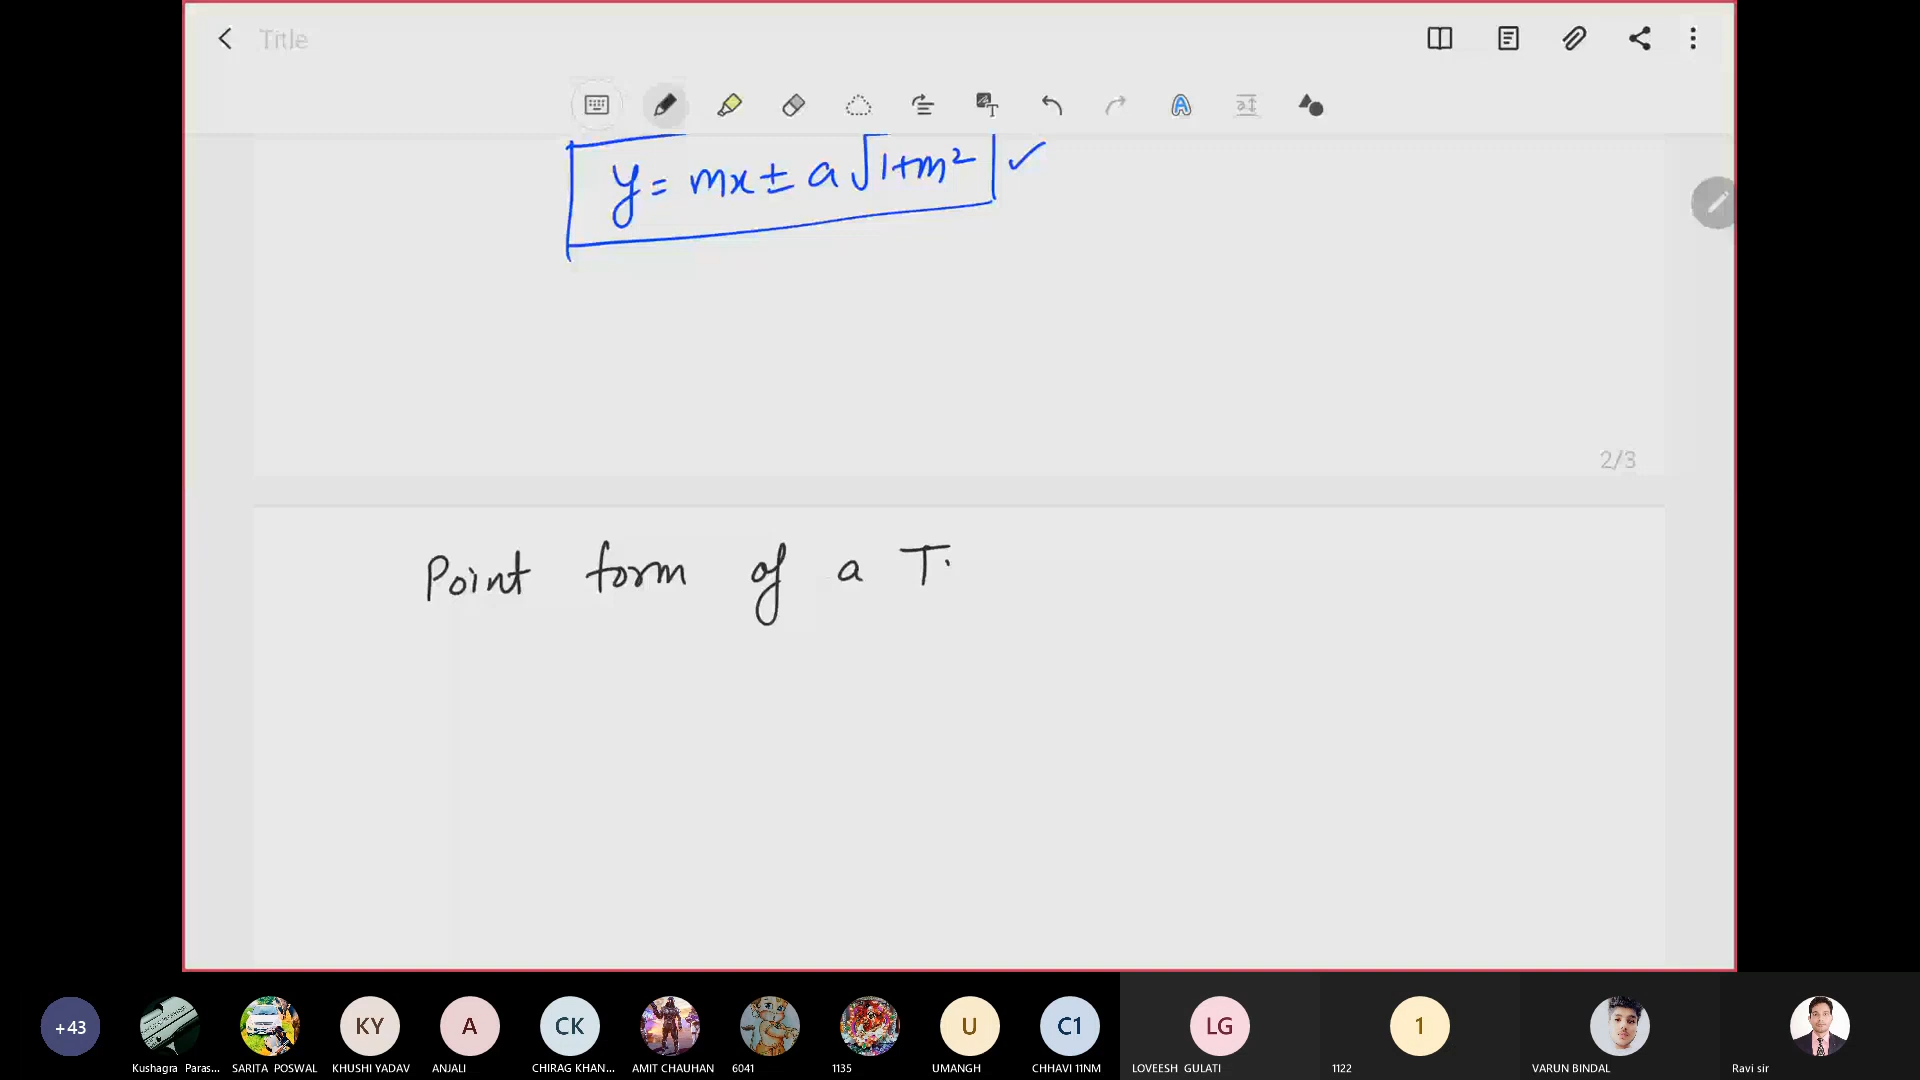 Title
y = mx ± a√1+m²
2/3
Point form of a T.
+43 KY A CK U C1 LG 1
Kushagra Paras... SARITA POSWAL KHUSHI YADAV ANJALI CHIRAG KHAN... AMIT CHAUHAN 6041 1135 UMANGH CHHAVI 11NM LOVEESH GULATI 1122 VARUN BINDAL Ravi sir